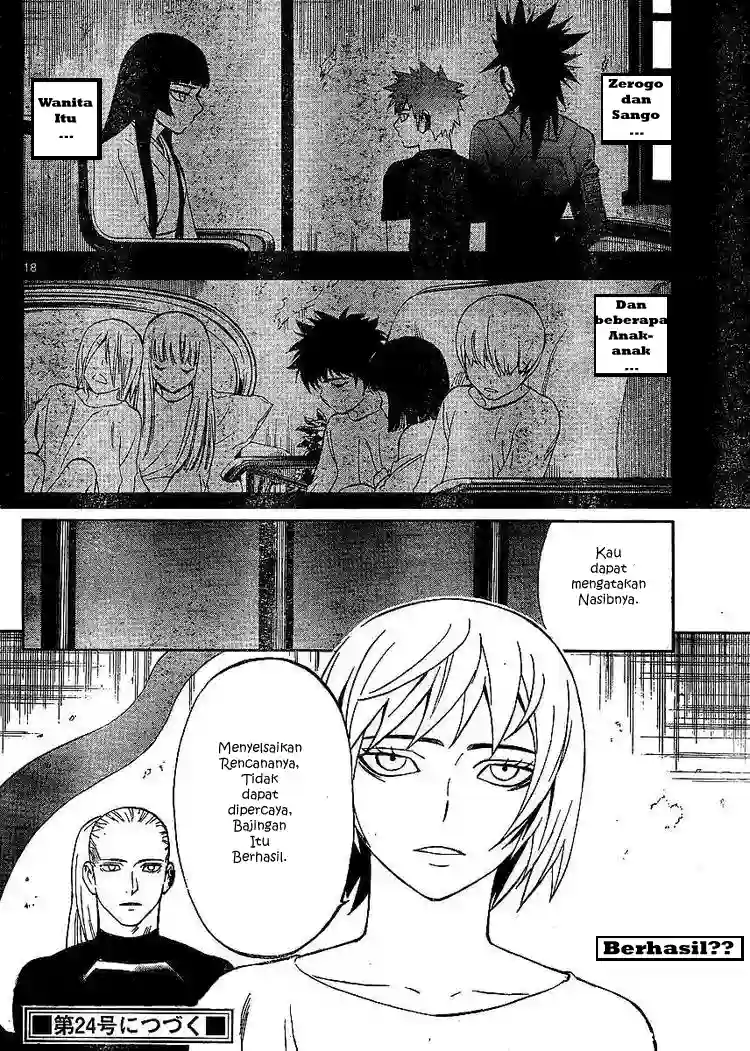 Zerogo
dan
Sango
...
Wanita
Itu
...
18
Dan
beberapa
Anak-
anak
...
Kau
dapat
mengatakan
Nasibnya.
Menyelsaikan
Rencananya,
Tidak
dapat
dipercaya,
Bajingan
Itu
Berhasil.
Berhasil??
■第24号につづく■